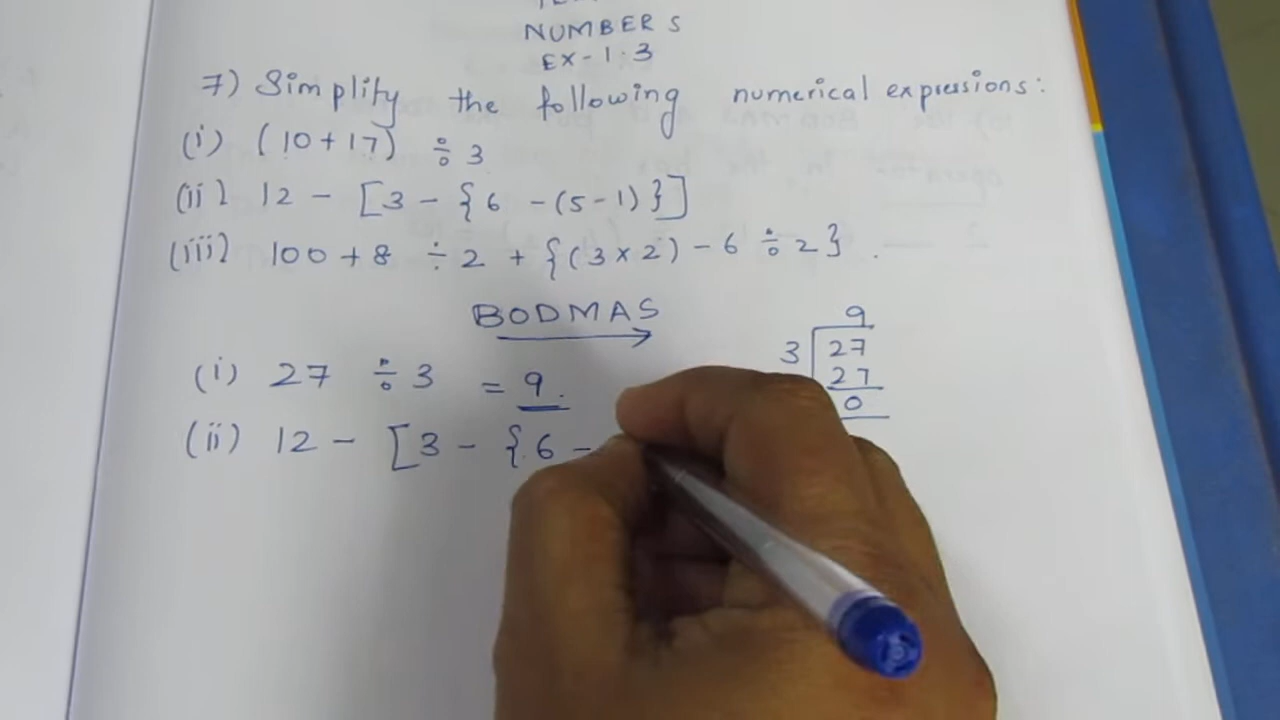 NUMBERS
EX-1.3
7) Simplify the following numerical expressions:
(i) (10+17) ÷ 3
(ii) 12 - [3 - {6 - (5-1)}]
(iii) 100 + 8 ÷ 2 + {(3 × 2) - 6 ÷ 2}.
BODMAS
(i) 27 ÷ 3 = 9.
9
3 27
27
0
(ii) 12 - [3 - {6 -